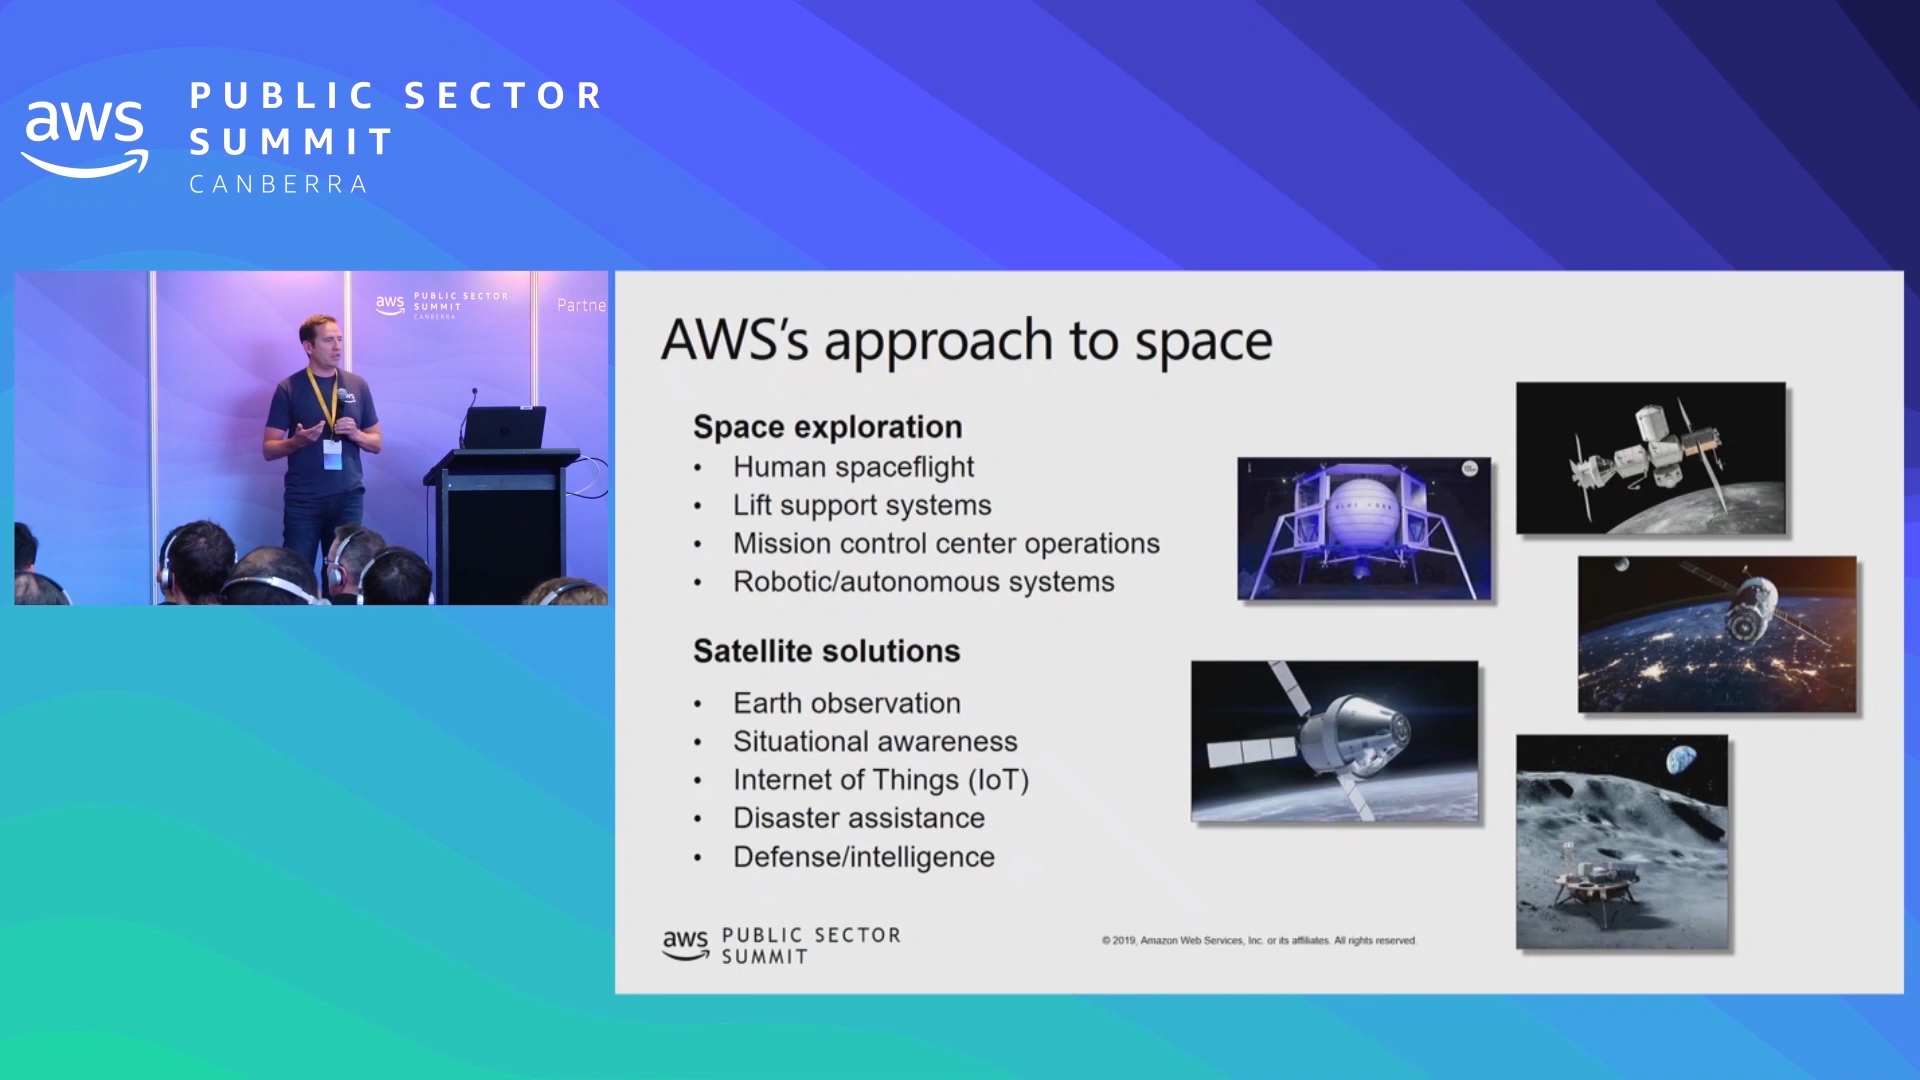 aws
PUBLIC SECTOR
SUMMIT
CANBERRA
aws
PUBLIC SECTOR
SUMMIT
CANBERRA
Partne
AWS's approach to space
Space exploration
• Human spaceflight
• Lift support systems
• Mission control center operations
• Robotic/autonomous systems
Satellite solutions
• Earth observation
• Situational awareness
• Internet of Things (IoT)
• Disaster assistance
• Defense/intelligence
aws
PUBLIC SECTOR
SUMMIT
© 2019, Amazon Web Services, Inc. or its affiliates. All rights reserved.